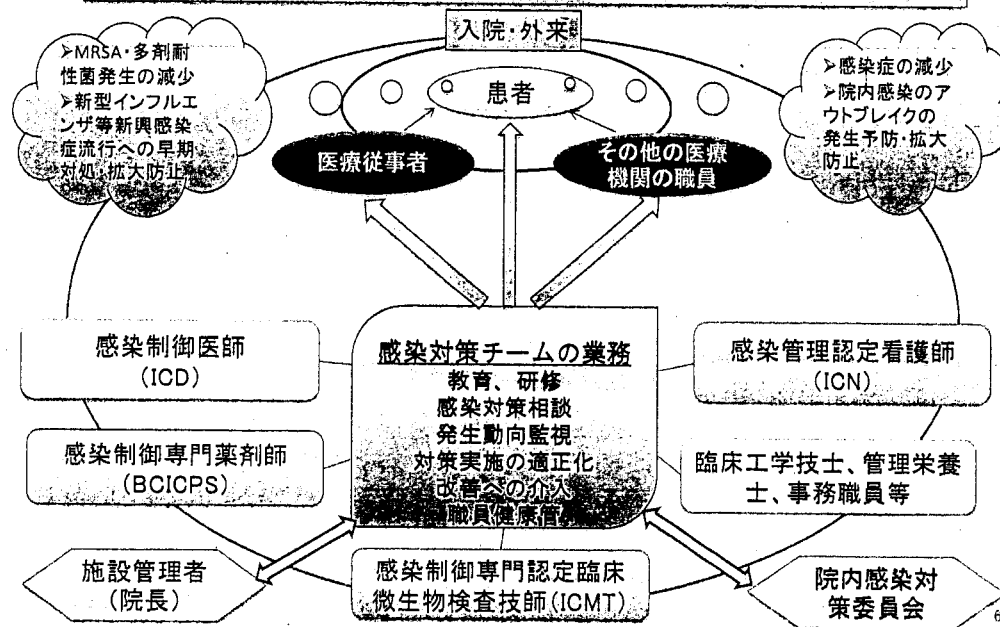 入院・外来
➢MRSA・多剤耐
性菌発生の減少
➢新型インフルエ
ンザ等新興感染
症流行への早期
対処・拡大防止
➢感染症の減少
➢院内感染のア
ウトブレイクの
発生予防・拡大
防止
患者
医療従事者
その他の医療
機関の職員
感染対策チームの業務
教育、研修
感染対策相談
発生動向監視
対策実施の適正化
改善への介入
職員健康管
感染制御医師
(ICD)
感染管理認定看護師
(ICN)
感染制御専門薬剤師
(BCICPS)
臨床工学技士、管理栄養
士、事務職員等
施設管理者
(院長)
感染制御専門認定臨床
微生物検査技師(ICMT)
院内感染対
策委員会
6